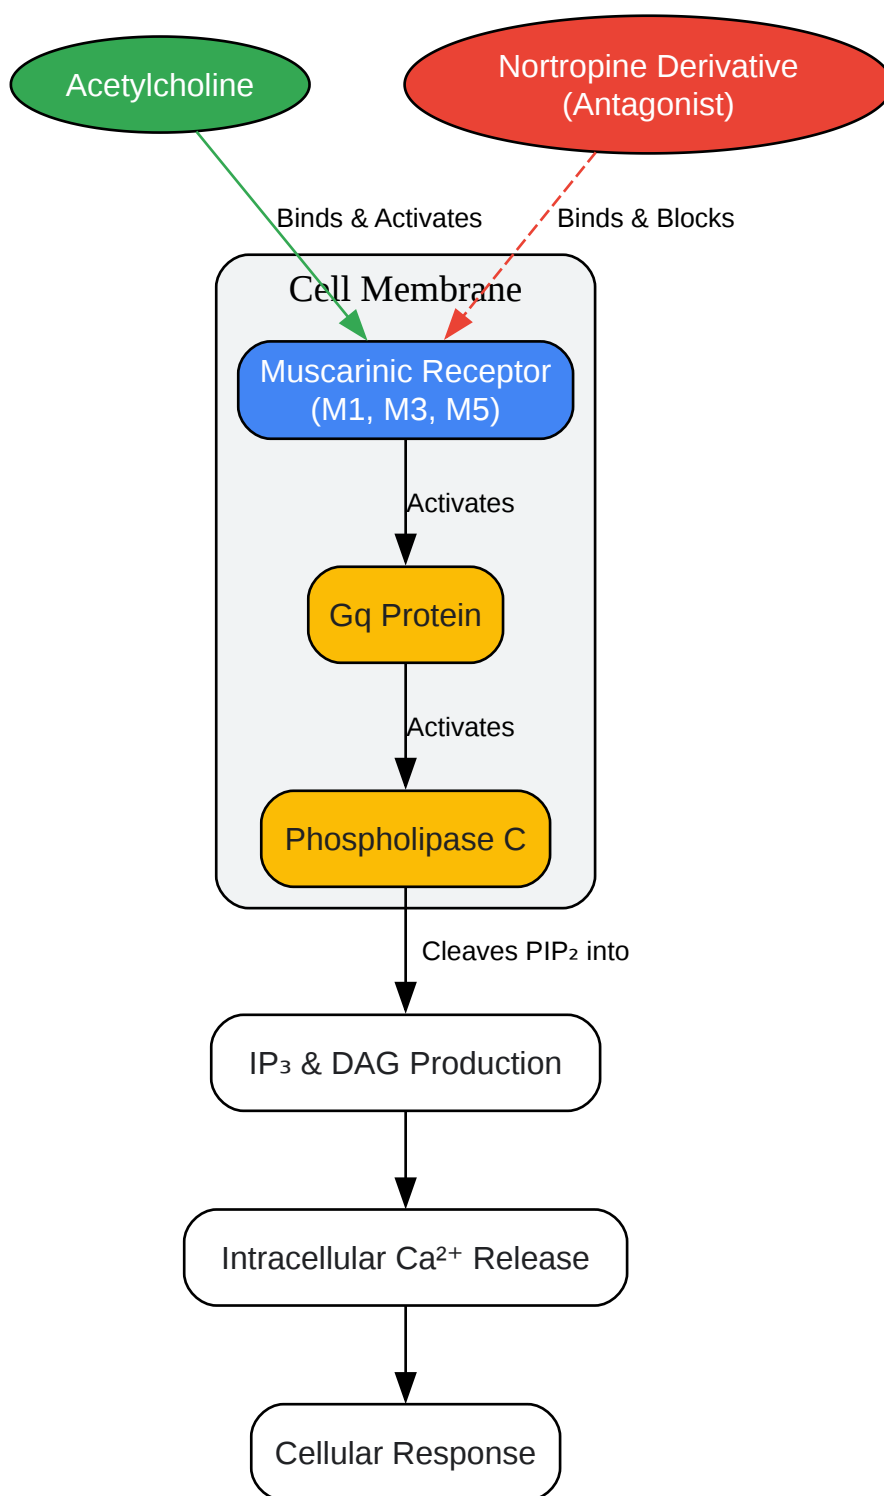 Acetylcholine
Nortropine Derivative
(Antagonist)
Binds & Activates
Binds & Blocks
Cell Membrane
Muscarinic Receptor
(M1, M3, M5)
Activates
Gq Protein
Activates
Phospholipase C
Cleaves PIP₂ into
IP₃ & DAG Production
Intracellular Ca²⁺ Release
Cellular Response